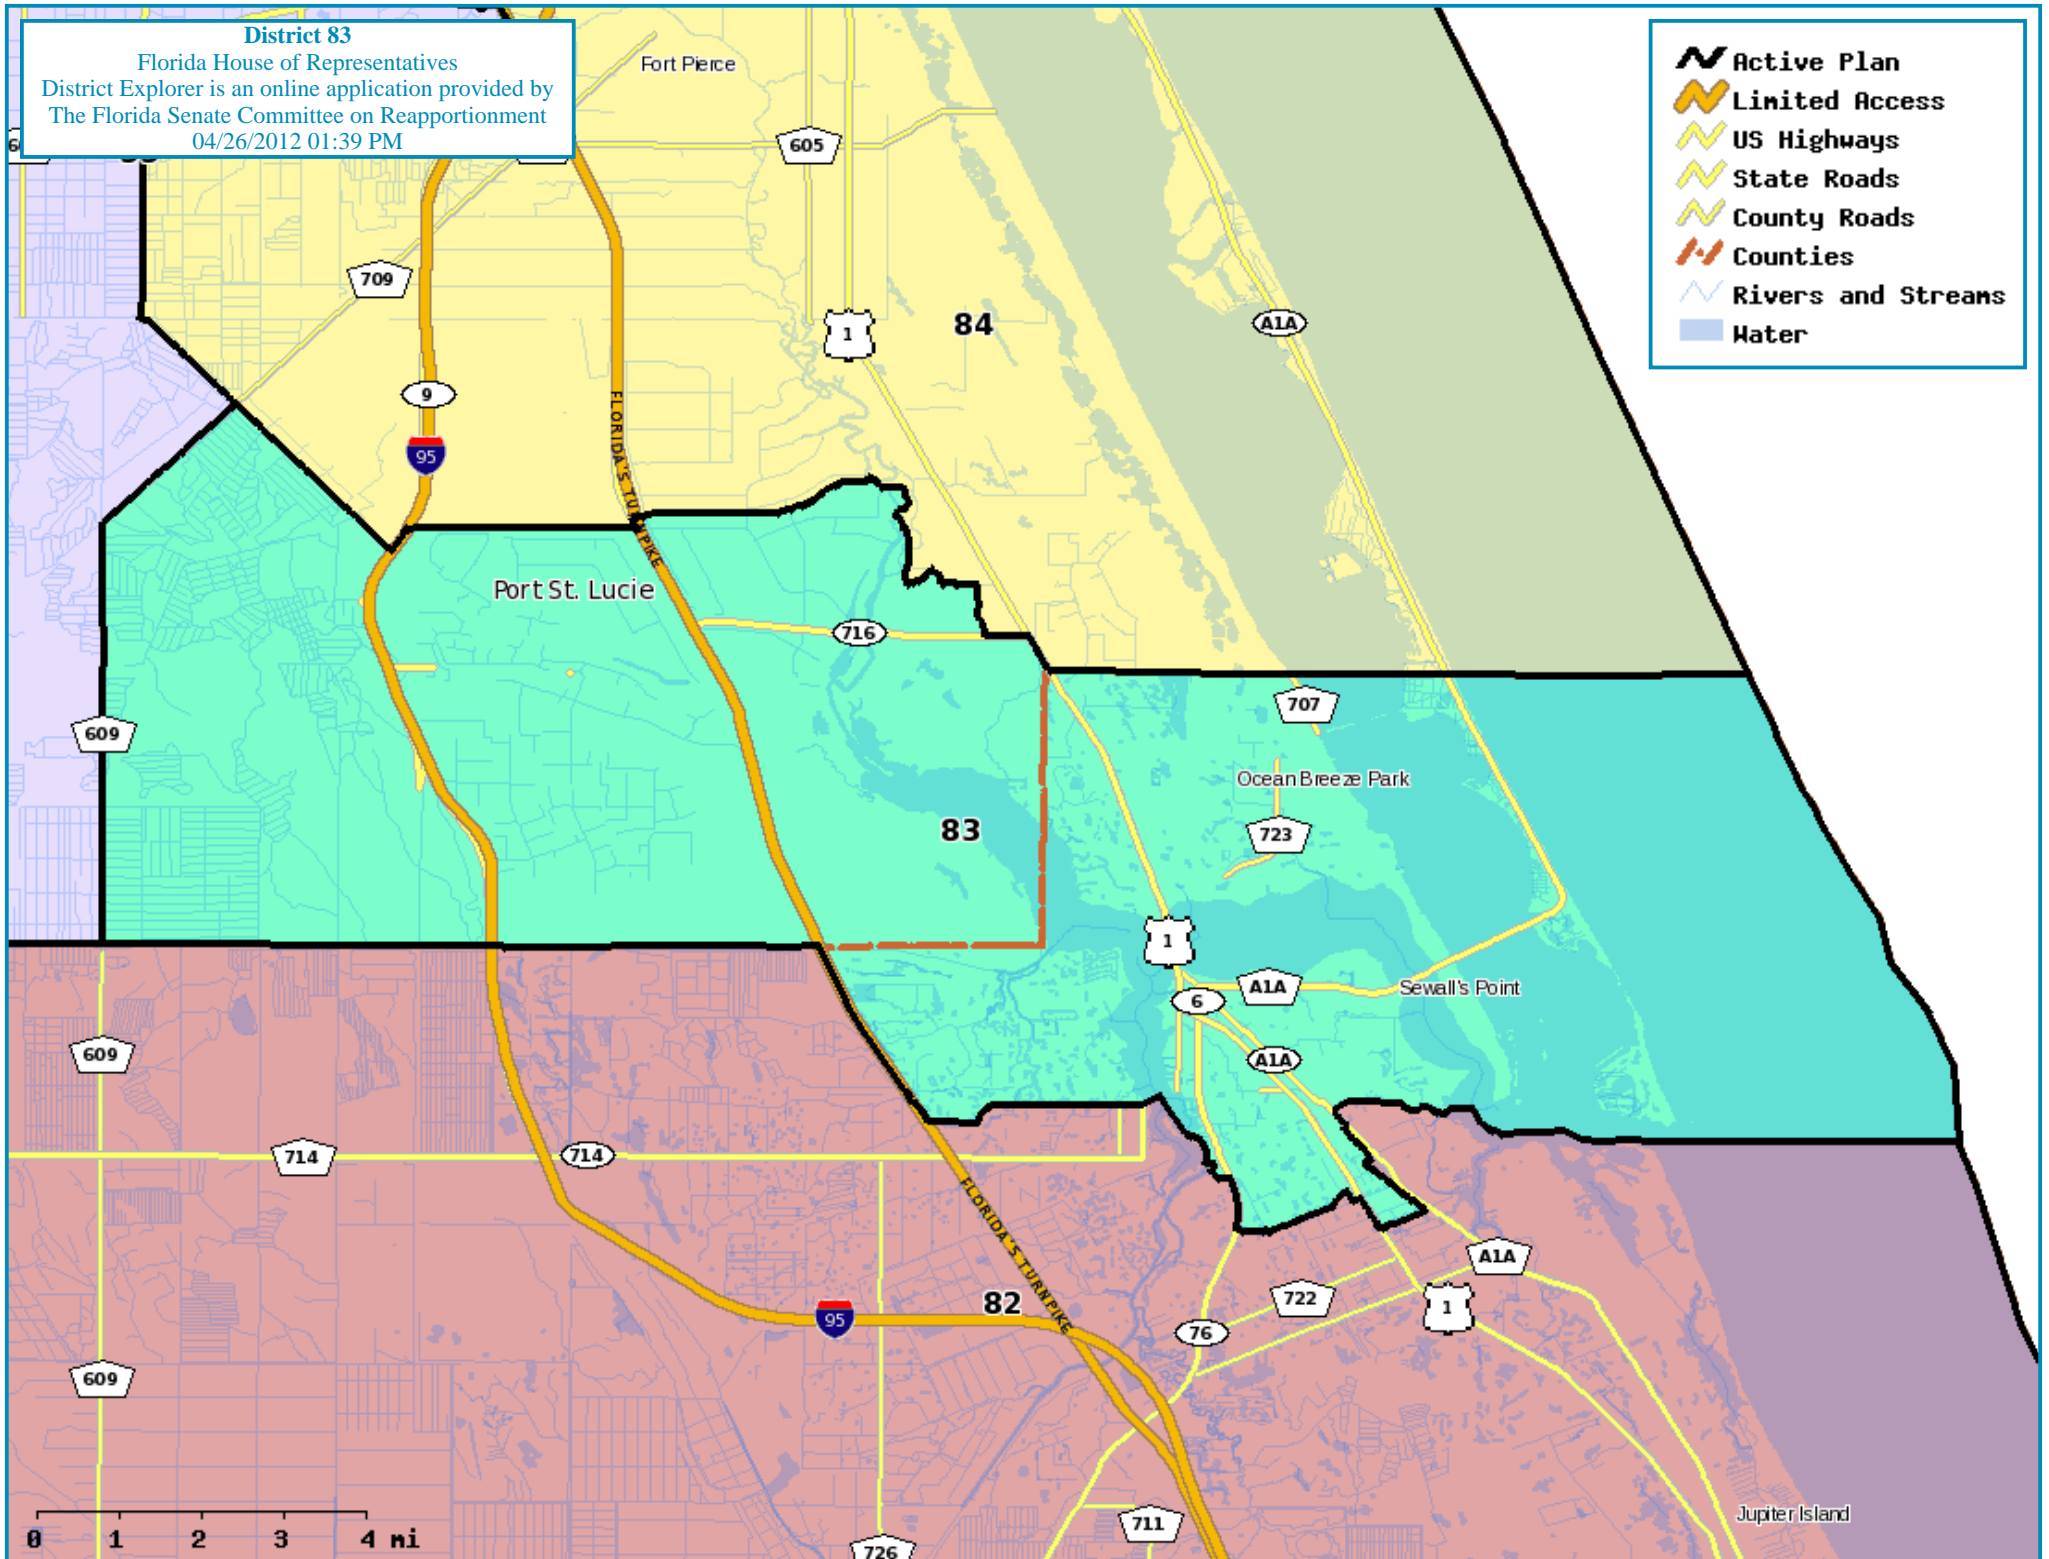 District 83
Florida House of Representatives
District Explorer is an online application provided by
The Florida Senate Committee on Reapportionment
04/26/2012 01:39 PM
Active Plan
Limited Access
US Highways
State Roads
County Roads
Counties
Rivers and Streams
Water
Fort Pierce
605
709
84
1
A1A
9
95
FLORIDA'S TURNPIKE
Port St. Lucie
716
609
707
Ocean Breeze Park
83
723
1
A1A
Sewall's Point
6
609
A1A
714
714
FLORIDA'S TURNPIKE
A1A
722
82
1
95
76
609
Jupiter Island
711
0 1 2 3 4 mi
726